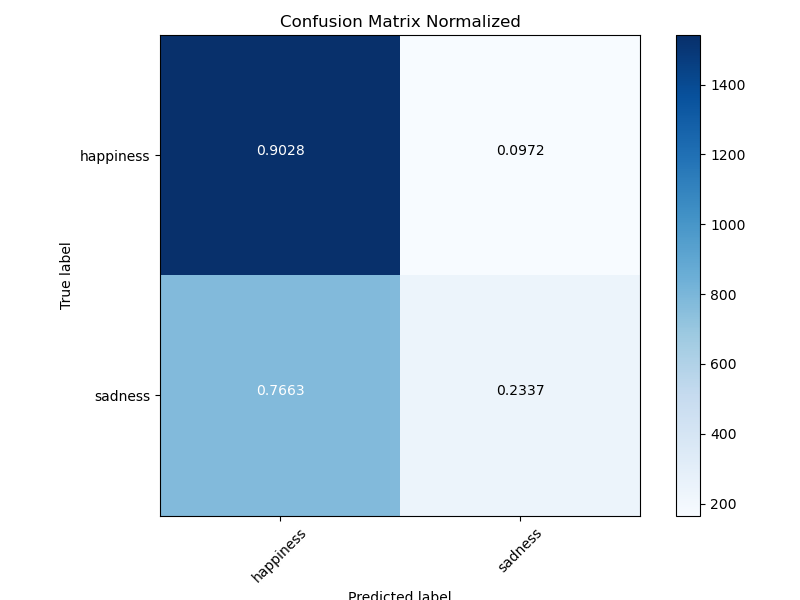 Confusion Matrix Normalized
True label
happiness
0.9028
0.0972
sadness
0.7663
0.2337
happiness
sadness
Predicted label
1400
1200
1000
800
600
400
200